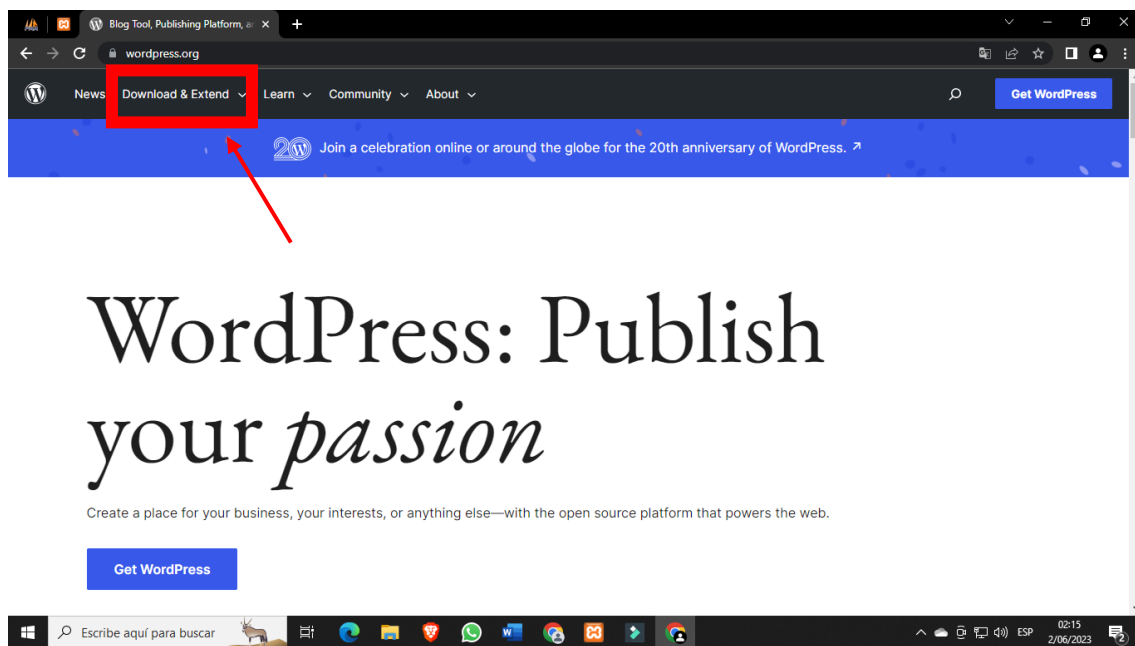 Blog Tool, Publishing Platform, a
wordpress.org
News Download & Extend Learn Community About Get WordPress
20 Join a celebration online or around the globe for the 20th anniversary of WordPress. ↗
WordPress: Publish
your passion
Create a place for your business, your interests, or anything else—with the open source platform that powers the web.
Get WordPress
Escribe aquí para buscar
ESP
02:15
2/06/2023
2